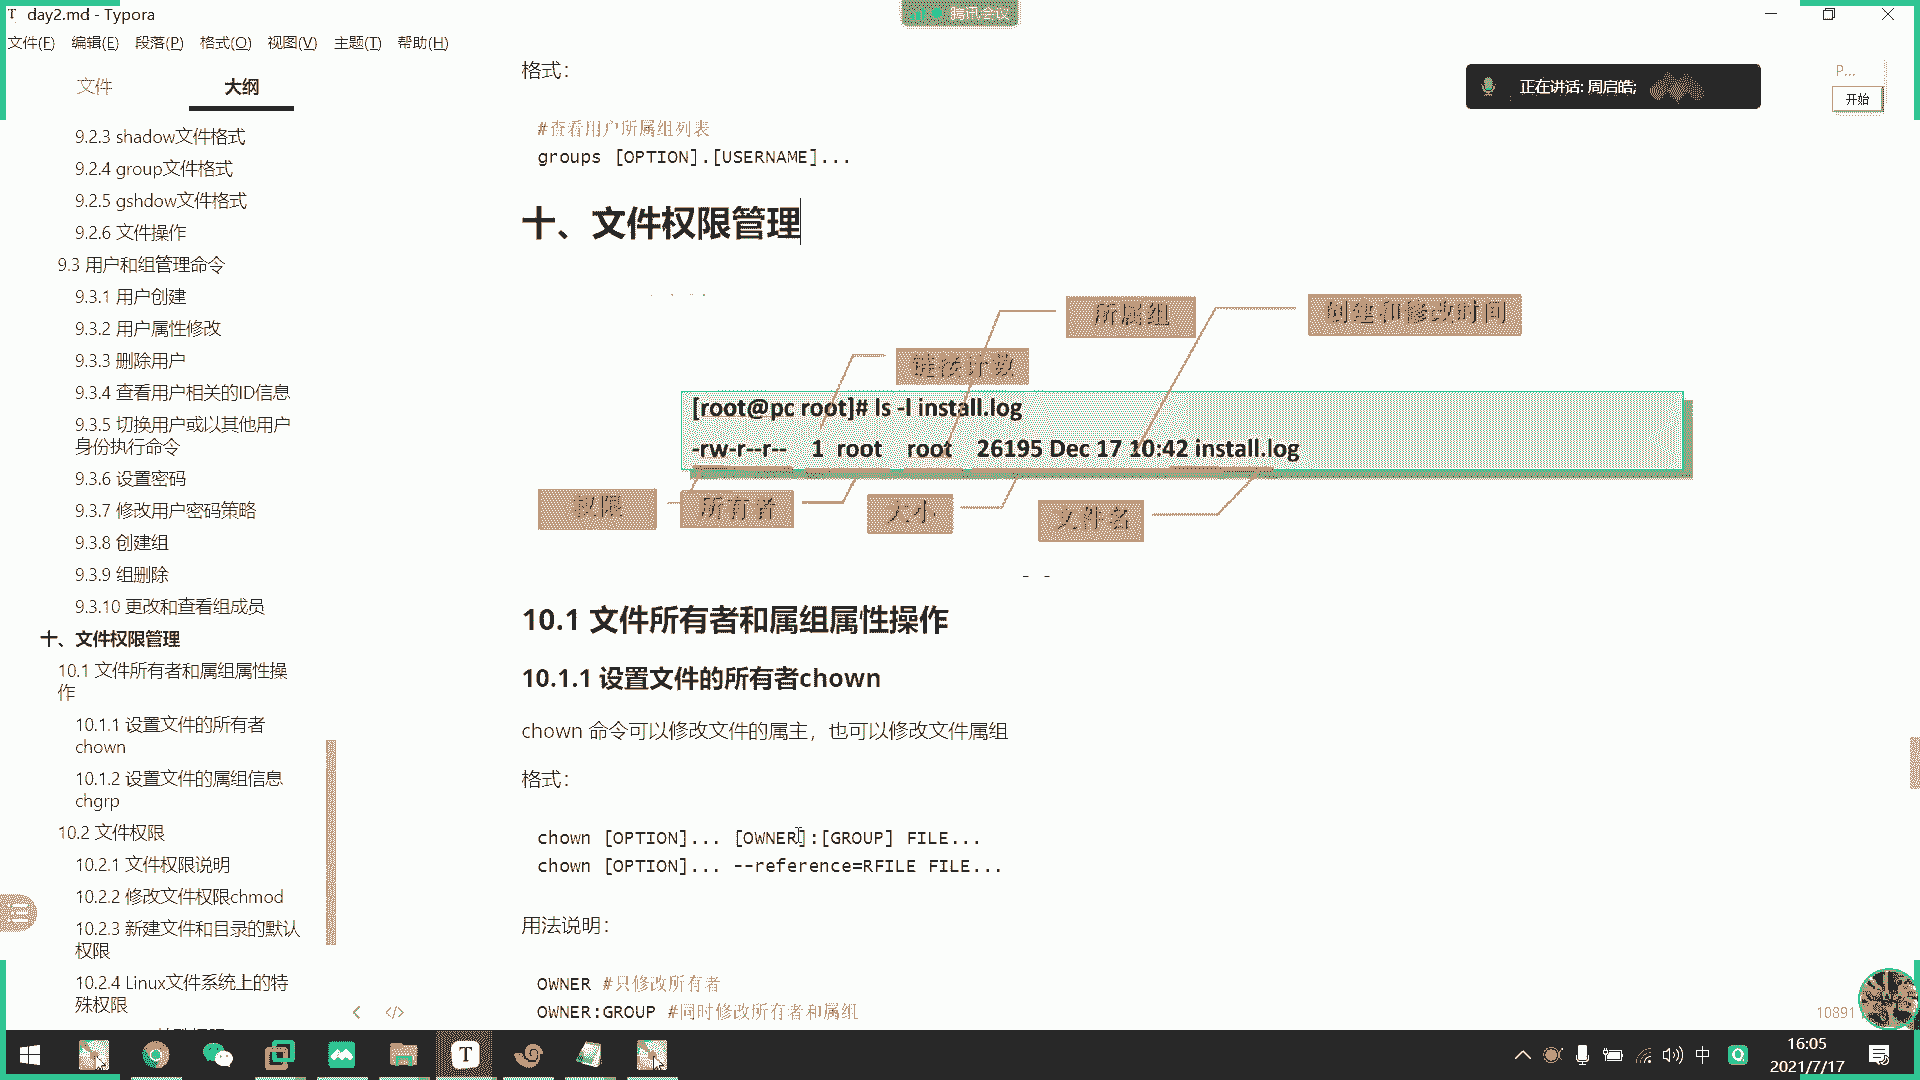 day2.md - Typora
腾讯会议
文件(F) 编辑(E) 段落(P) 格式(O) 视图(V) 主题(T) 帮助(H)
文件 大纲
9.2.3 shadow文件格式
9.2.4 group文件格式
9.2.5 gshdow文件格式
9.2.6 文件操作
9.3 用户和组管理命令
9.3.1 用户创建
9.3.2 用户属性修改
9.3.3 删除用户
9.3.4 查看用户相关的ID信息
9.3.5 切换用户或以其他用户
身份执行命令
9.3.6 设置密码
9.3.7 修改用户密码策略
9.3.8 创建组
9.3.9 组删除
9.3.10 更改和查看组成员
十、文件权限管理
10.1 文件所有者和属组属性操
作
10.1.1 设置文件的所有者
chown
10.1.2 设置文件的属组信息
chgrp
10.2 文件权限
10.2.1 文件权限说明
10.2.2 修改文件权限chmod
10.2.3 新建文件和目录的默认
权限
10.2.4 Linux文件系统上的特
殊权限
格式：
#查看用户所属组列表
groups [OPTION].[USERNAME]...
十、文件权限管理
所属组
创建和修改时间
链接计数
[root@pc root]# ls -l install.log
-rw-r--r-- 1 root root 26195 Dec 17 10:42 install.log
权限
所有者
大小
文件名
10.1 文件所有者和属组属性操作
10.1.1 设置文件的所有者chown
chown 命令可以修改文件的属主，也可以修改文件属组
格式：
chown [OPTION]... [OWNER]:[GROUP] FILE...
chown [OPTION]... --reference=RFILE FILE...
用法说明：
OWNER #只修改所有者
OWNER:GROUP #同时修改所有者和属组
正在讲话: 周启皓;
P...
开始
10891
中
16:05
2021/7/17